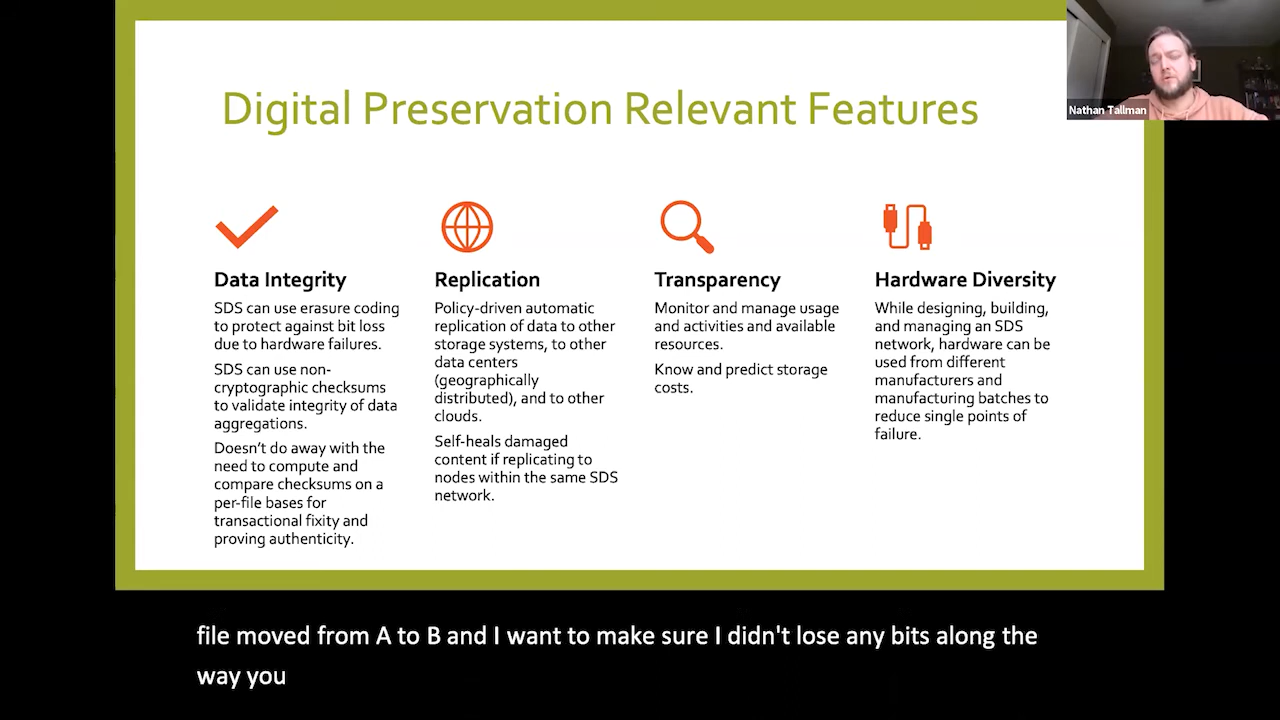 Digital Preservation Relevant Features
Nathan Tallman
Data Integrity
SDS can use erasure coding
to protect against bit loss
due to hardware failures.
SDS can use non-
cryptographic checksums
to validate integrity of data
aggregations.
Doesn’t do away with the
need to compute and
compare checksums on a
per-file bases for
transactional fixity and
proving authenticity.
Replication
Policy-driven automatic
replication of data to other
storage systems, to other
data centers
(geographically
distributed), and to other
clouds.
Self-heals damaged
content if replicating to
nodes within the same SDS
network.
Transparency
Monitor and manage usage
and activities and available
resources.
Know and predict storage
costs.
Hardware Diversity
While designing, building,
and managing an SDS
network, hardware can be
used from different
manufacturers and
manufacturing batches to
reduce single points of
failure.
file moved from A to B and I want to make sure I didn't lose any bits along the
way you